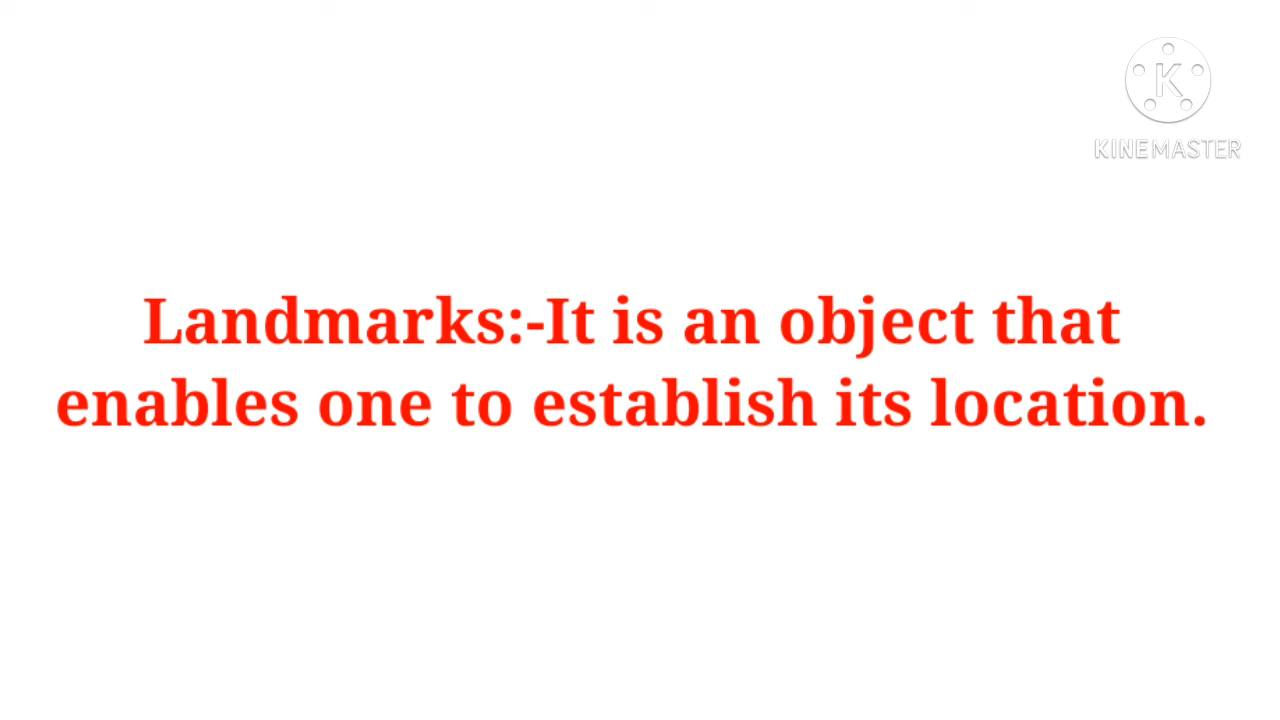 K
KINEMASTER
Landmarks:-It is an object that
enables one to establish its location.